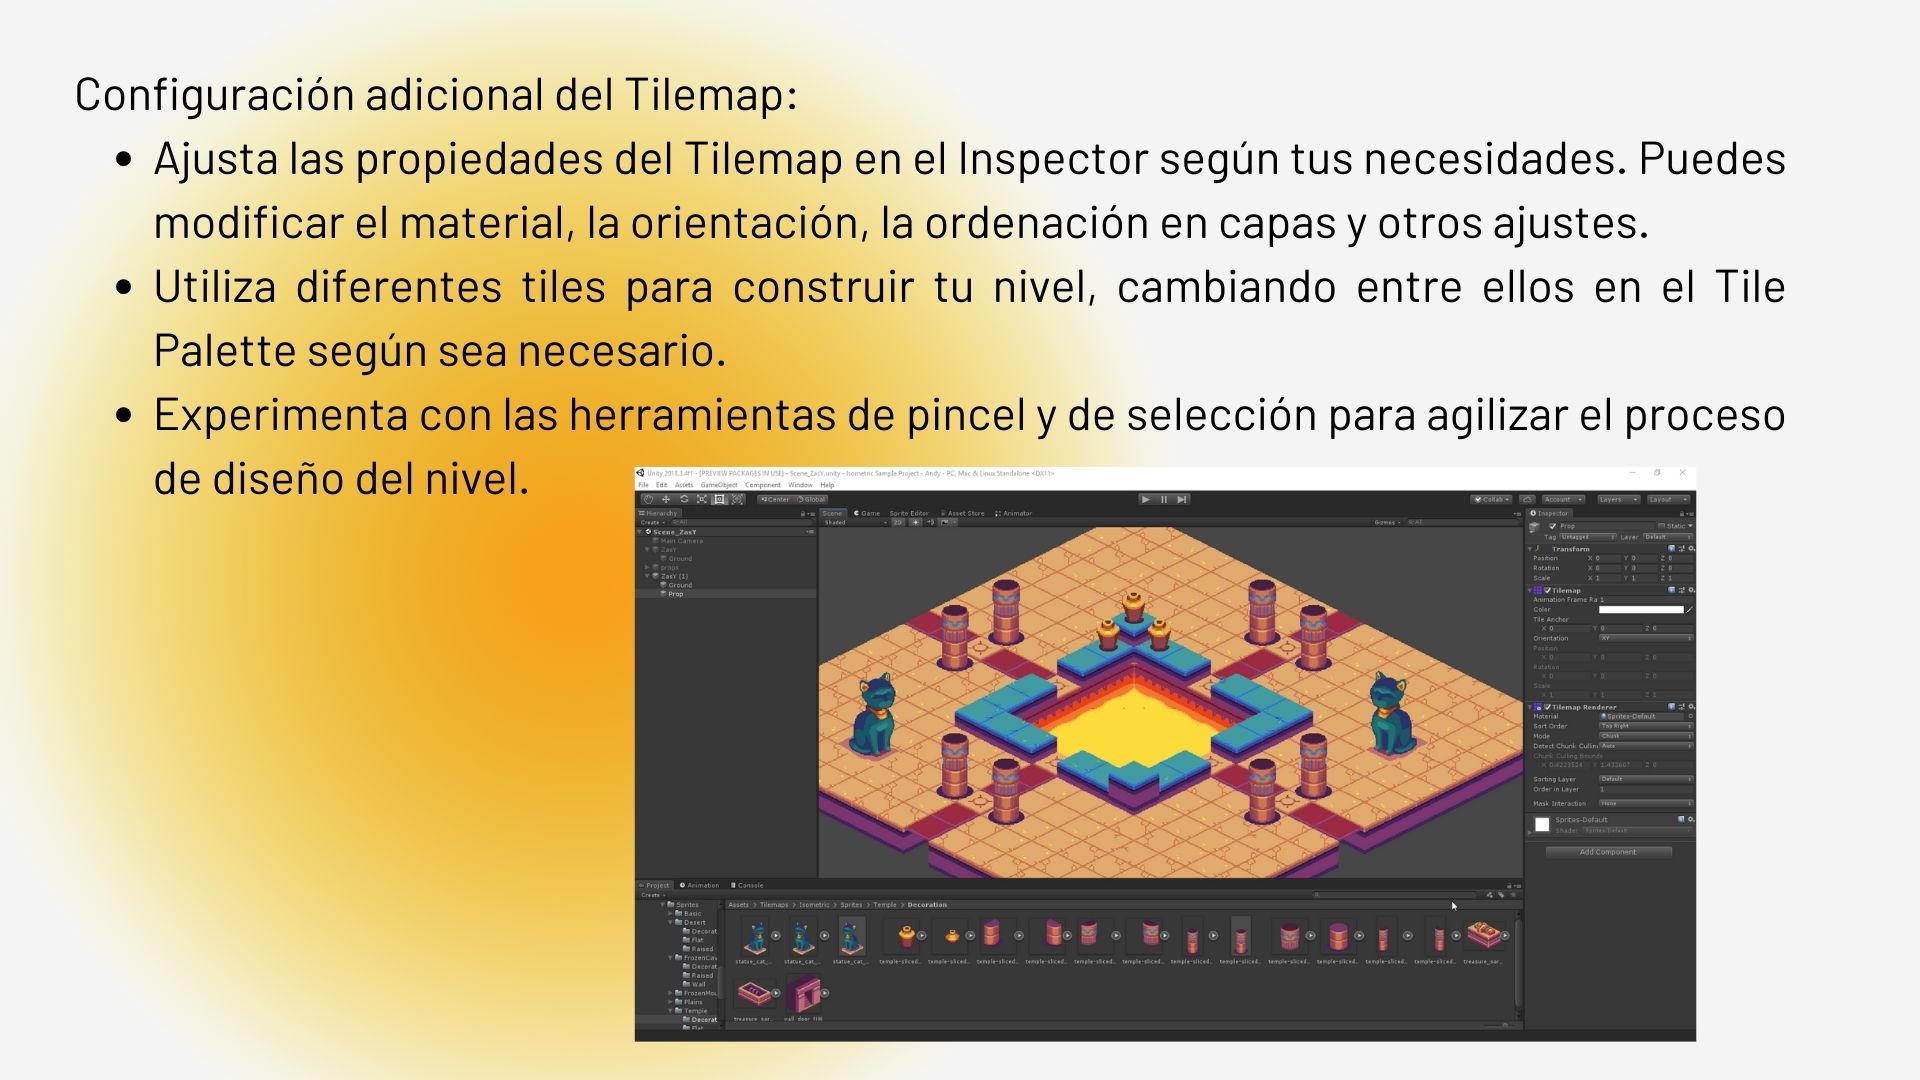 Configuración adicional del Tilemap:
• Ajusta las propiedades del Tilemap en el Inspector según tus necesidades. Puedes
modificar el material, la orientación, la ordenación en capas y otros ajustes.
• Utiliza diferentes tiles para construir tu nivel, cambiando entre ellos en el Tile
Palette según sea necesario.
• Experimenta con las herramientas de pincel y de selección para agilizar el proceso
de diseño del nivel.
Unity 2018.3.4f1 - [PREVIEW PACKAGES IN USE] - Scene_ZasY.unity - Isometric Sample Project - Andy - PC, Mac & Linux Standalone <DX11>
File Edit Assets GameObject Component Window Help
Center Global
Collab Account Layers Layout
Hierarchy
Create
Scene_ZasY
Main Camera
ZasY
Ground
props
ZasY (1)
Ground
Prop
Scene Game Sprite Editor Asset Store Animator
Shaded 2D Gizmos
Inspector
Prop Static
Tag Untagged Layer Default
Transform
Position X 0 Y 0 Z 0
Rotation X 0 Y 0 Z 0
Scale X 1 Y 1 Z 1
Tilemap
Animation Frame Ra 1
Color
Tile Anchor
X 0 Y 0 Z 0
Orientation XY
Position
X 0 Y 0 Z 0
Rotation
X 0 Y 0 Z 0
Scale
X 1 Y 1 Z 1
Tilemap Renderer
Material Sprites-Default
Sort Order Top Right
Mode Chunk
Detect Chunk Culling Auto
Chunk Culling Bounds
Sorting Layer Default
Order in Layer 1
Mask Interaction None
Sprites-Default
Shader Sprites/Default
Add Component
Project Animation Console
Create
Sprites
Basic
Desert
Decorat
Flat
Raised
FrozenCav
Decorat
Raised
Wall
FrozenMou
Plains
Temple
Decorat
Flat
Assets > Tilemaps > Isometric > Sprites > Temple > Decoration
statue_cat_... statue_cat_... statue_cat_... temple-sliced... temple-sliced... temple-sliced... temple-sliced... temple-sliced... temple-sliced... temple-sliced... temple-sliced... temple-sliced... temple-sliced... temple-sliced... temple-sliced... treasure_sar...
treasure_sar...